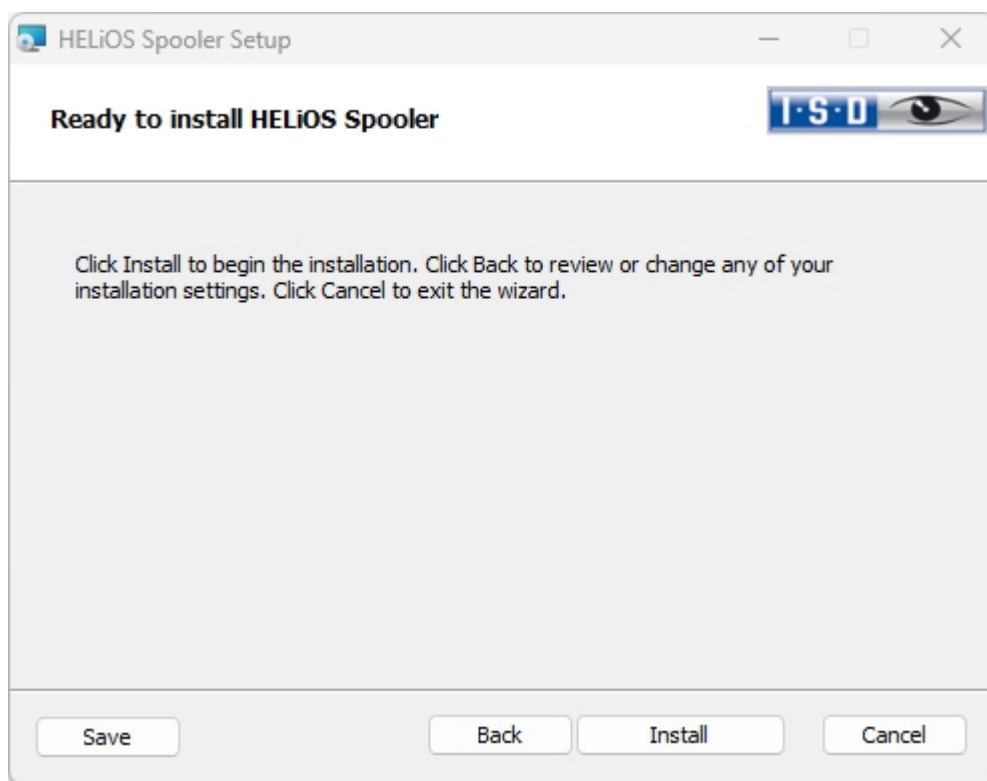 HELiOS Spooler Setup
Ready to install HELiOS Spooler
I·S·D
Click Install to begin the installation. Click Back to review or change any of your
installation settings. Click Cancel to exit the wizard.
Save
Back
Install
Cancel